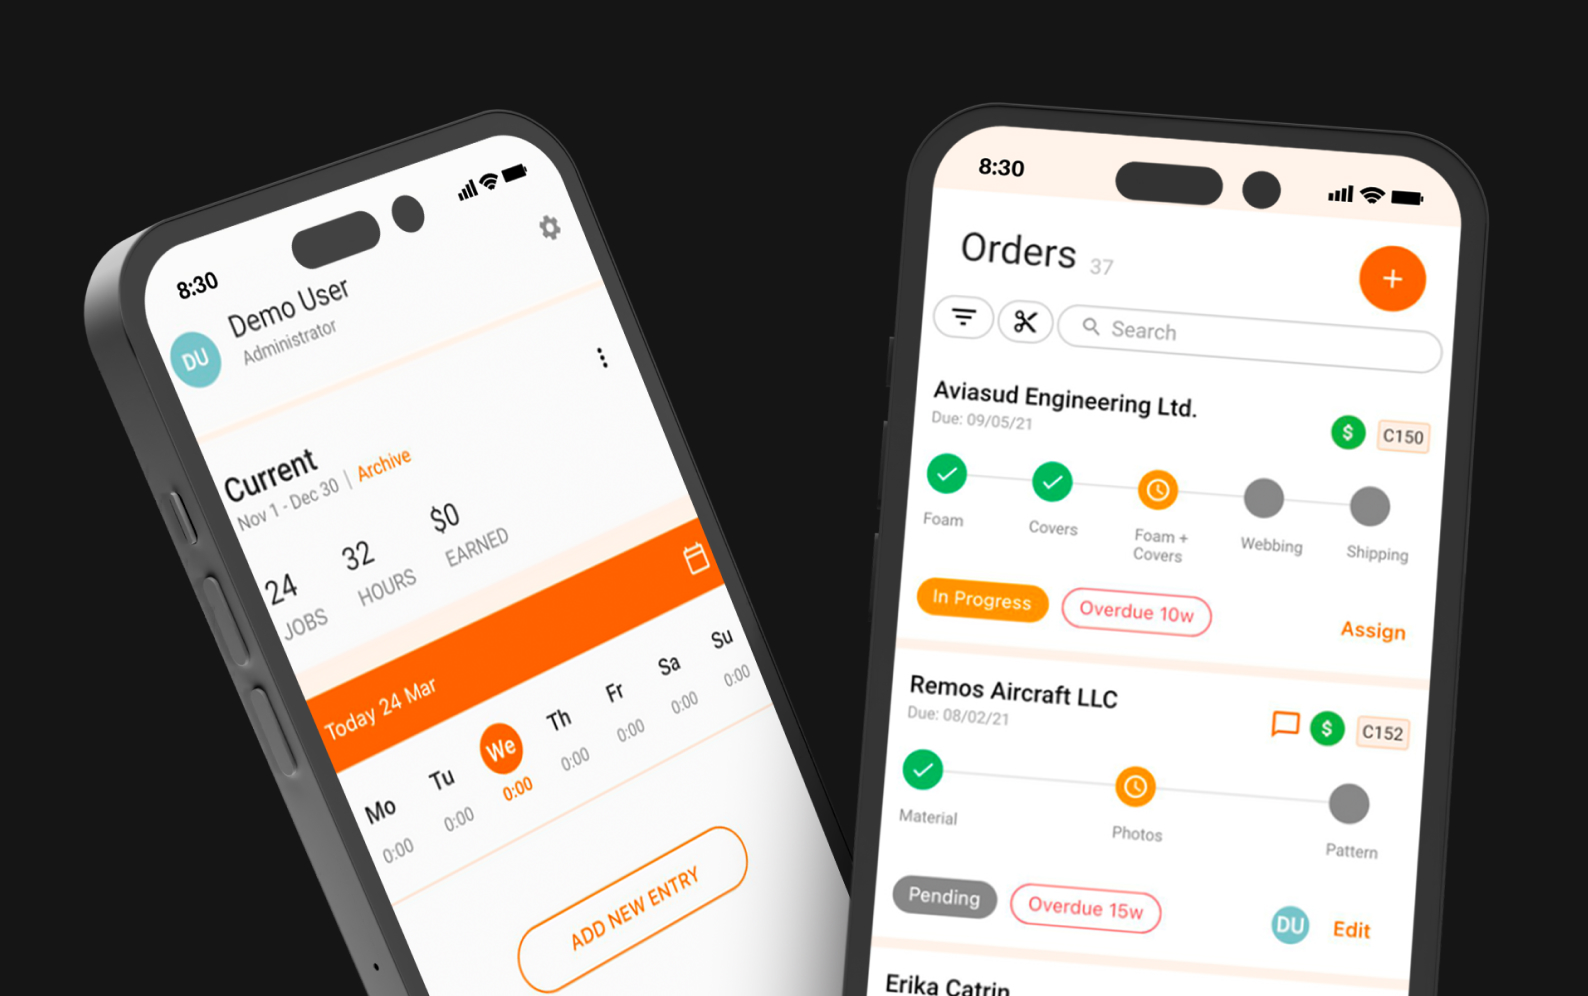 8:30
Demo User
Administrator
DU
Current
Nov 1 - Dec 30 | Archive
24
JOBS
32
HOURS
$0
EARNED
Today 24 Mar
Mo
Tu
We
Th
Fr
Sa
Su
0:00
0:00
0:00
0:00
0:00
0:00
0:00
ADD NEW ENTRY
8:30
Orders 37
+
Search
Aviasud Engineering Ltd.
Due: 09/05/21
$ C150
Foam
Covers
Foam +
Covers
Webbing
Shipping
In Progress
Overdue 10w
Assign
Remos Aircraft LLC
Due: 08/02/21
$ C152
Material
Photos
Pattern
Pending
Overdue 15w
DU
Edit
Erika Catrin